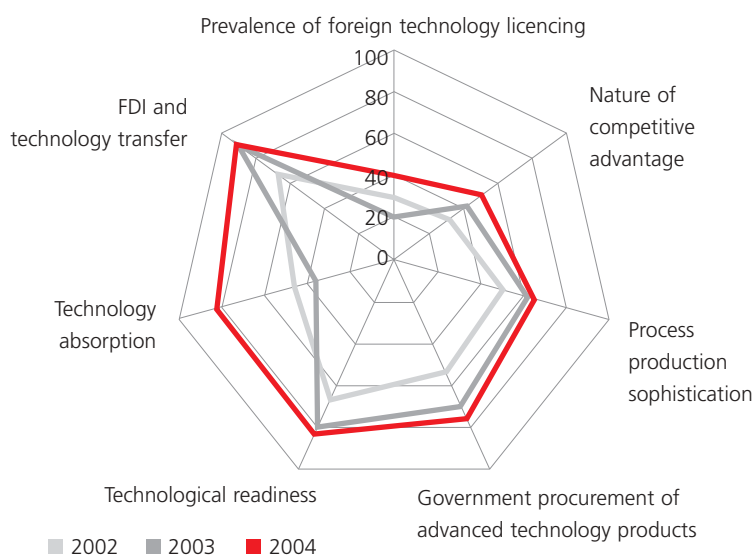 Prevalence of foreign technology licencing
100
80
60
40
20
0
Nature of
competitive
advantage
Process
production
sophistication
Government procurement of
advanced technology products
Technological readiness
Technology
absorption
FDI and
technology transfer
2002 2003 2004